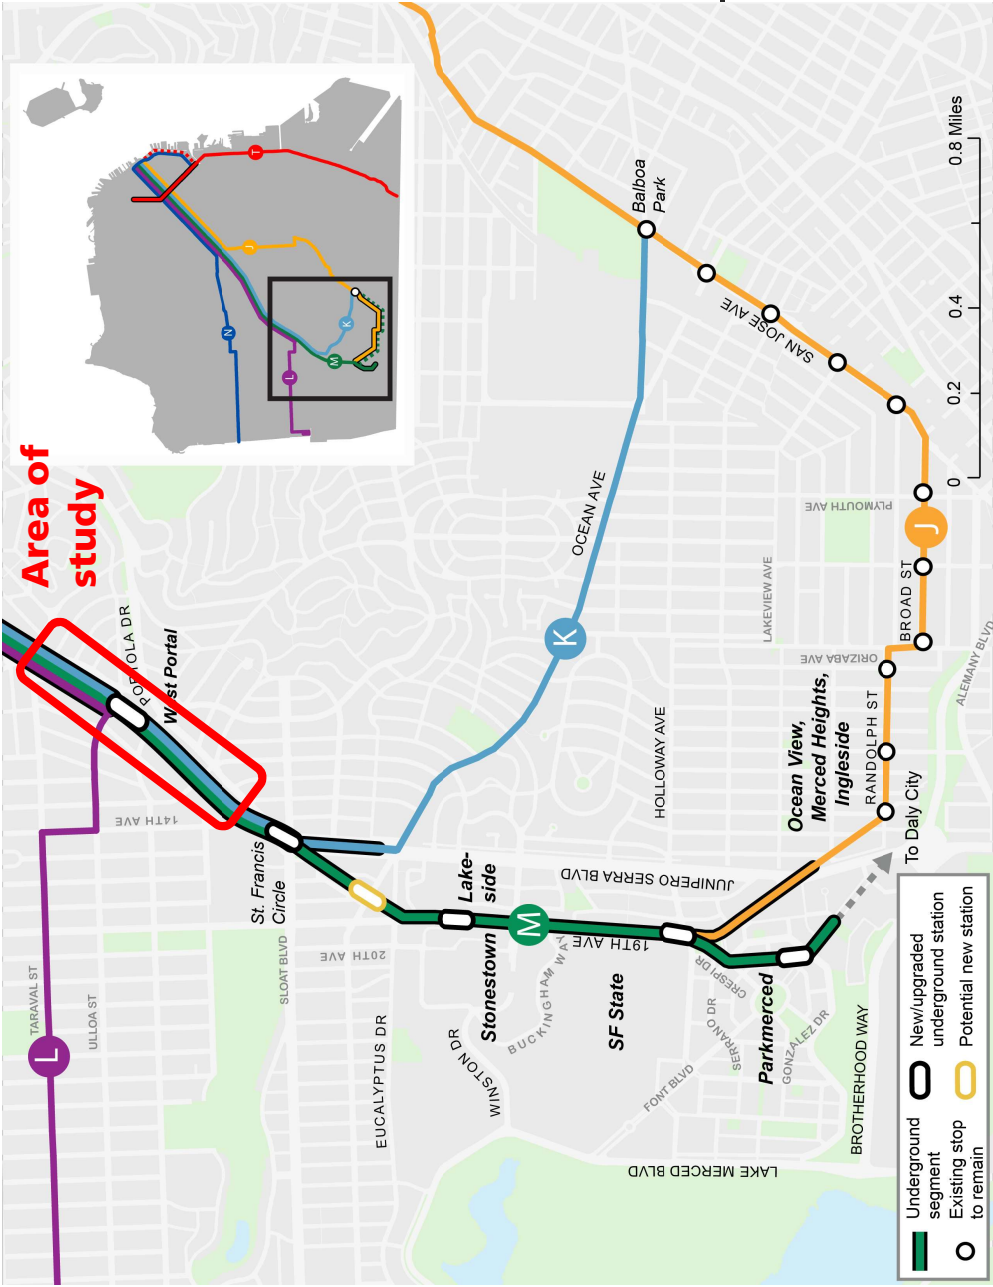 Area of
study
T
J
N
K
M
L
0.8 Miles
0.4
0.2
0
Balboa
Park
SAN JOSE AVE
PLYMOUTH AVE
J
BROAD ST
ORIZABA AVE
LAKEVIEW AVE
ALEMANY BLVD
RANDOLPH ST
Ocean View,
Merced Heights,
Ingleside
To Daly City
OCEAN AVE
K
HOLLOWAY AVE
PORTOLA DR
West Portal
14TH AVE
St. Francis
Circle
Lake-
side
JUNIPERO SERRA BLVD
M
19TH AVE
20TH AVE
SLOAT BLVD
TARAVAL ST
ULLOA ST
L
EUCALYPTUS DR
WINSTON DR
Stonestown
BUCKINGHAM WAY
SF State
CRESPI DR
SERRANO DR
Parkmerced
GONZALEZ DR
FONT BLVD
BROTHERHOOD WAY
LAKE MERCED BLVD
Underground
segment
New/upgraded
underground station
Existing stop
to remain
Potential new station